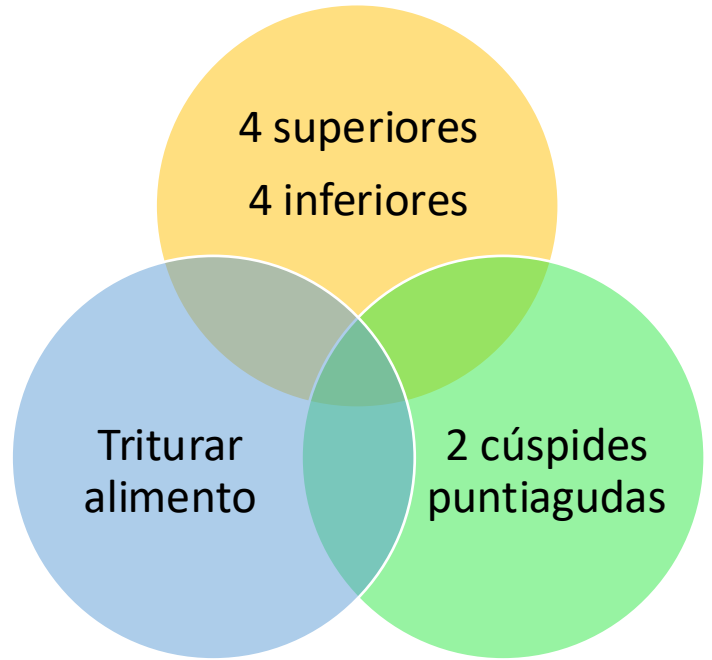 4 superiores
4 inferiores
Triturar
alimento
2 cúspides
puntiagudas